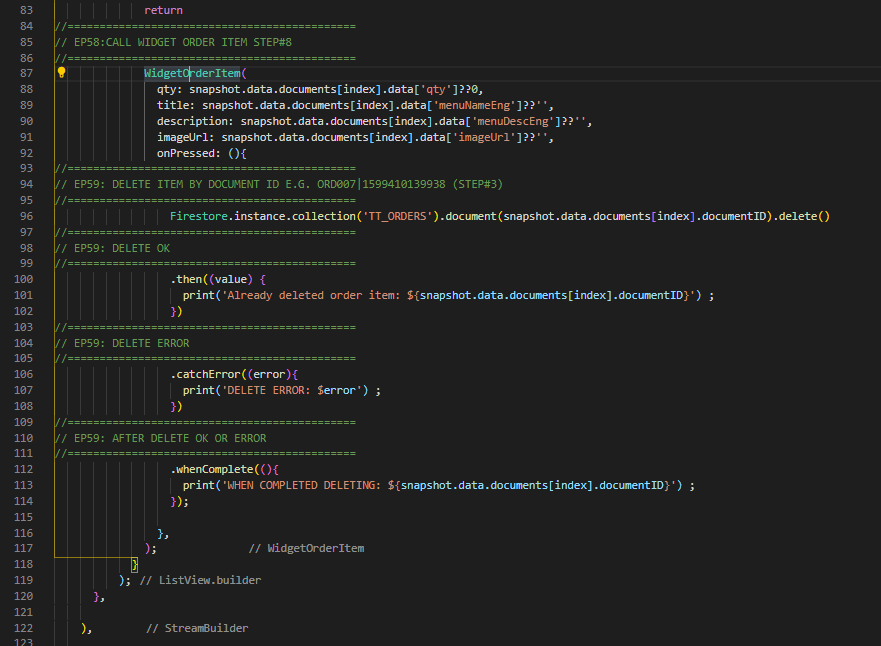 83 return
84 //=============================================
85 // EP58:CALL WIDGET ORDER ITEM STEP#8
86 //=============================================
87 WidgetOrderItem(
88 qty: snapshot.data.documents[index].data['qty']??0,
89 title: snapshot.data.documents[index].data['menuNameEng']??'',
90 description: snapshot.data.documents[index].data['menuDescEng']??'',
91 imageUrl: snapshot.data.documents[index].data['imageUrl']??'',
92 onPressed: (){
93 //=============================================
94 // EP59: DELETE ITEM BY DOCUMENT ID E.G. ORD007|1599410139938 (STEP#3)
95 //=============================================
96 Firestore.instance.collection('TT_ORDERS').document(snapshot.data.documents[index].documentID).delete()
97 //=============================================
98 // EP59: DELETE OK
99 //=============================================
100 .then((value) {
101 print('Already deleted order item: ${snapshot.data.documents[index].documentID}') ;
102 })
103 //=============================================
104 // EP59: DELETE ERROR
105 //=============================================
106 .catchError((error){
107 print('DELETE ERROR: $error') ;
108 })
109 //=============================================
110 // EP59: AFTER DELETE OK OR ERROR
111 //=============================================
112 .whenComplete((){
113 print('WHEN COMPLETED DELETING: ${snapshot.data.documents[index].documentID}') ;
114 });
115
116 },
117 ); // WidgetOrderItem
118 }
119 ); // ListView.builder
120 },
121
122 ), // StreamBuilder
123